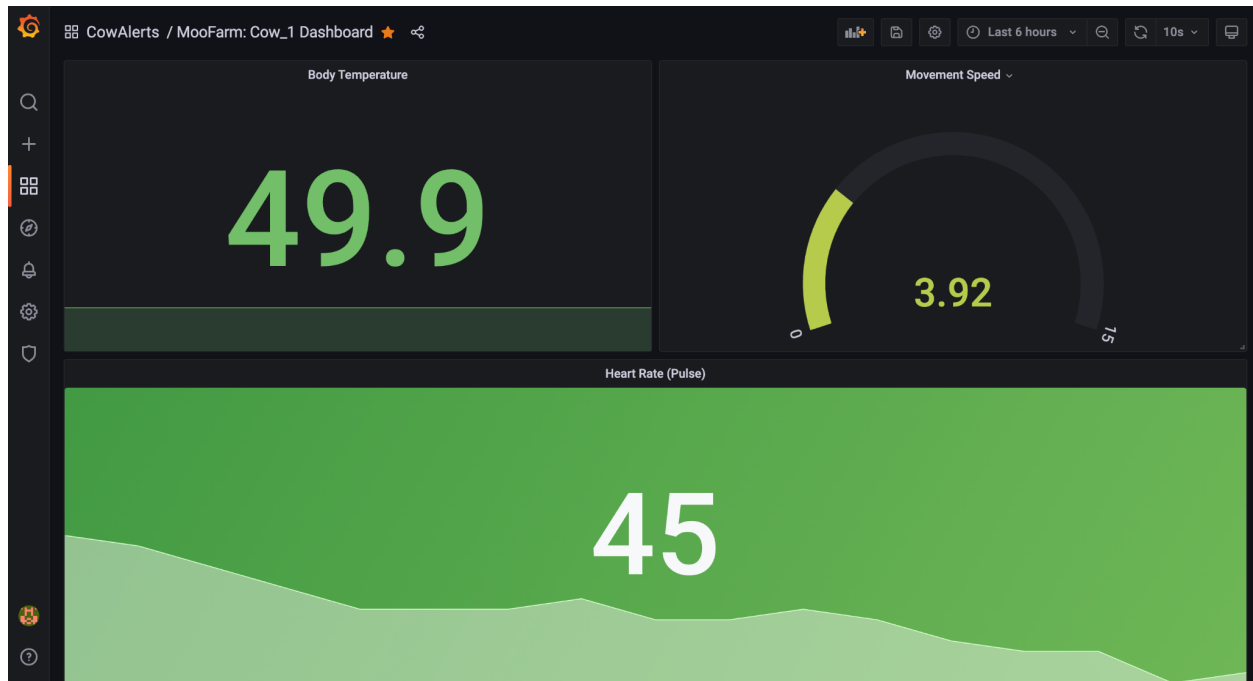 CowAlerts / MooFarm: Cow_1 Dashboard
Last 6 hours
10s
Body Temperature
49.9
Movement Speed
3.92
0
15
Heart Rate (Pulse)
45